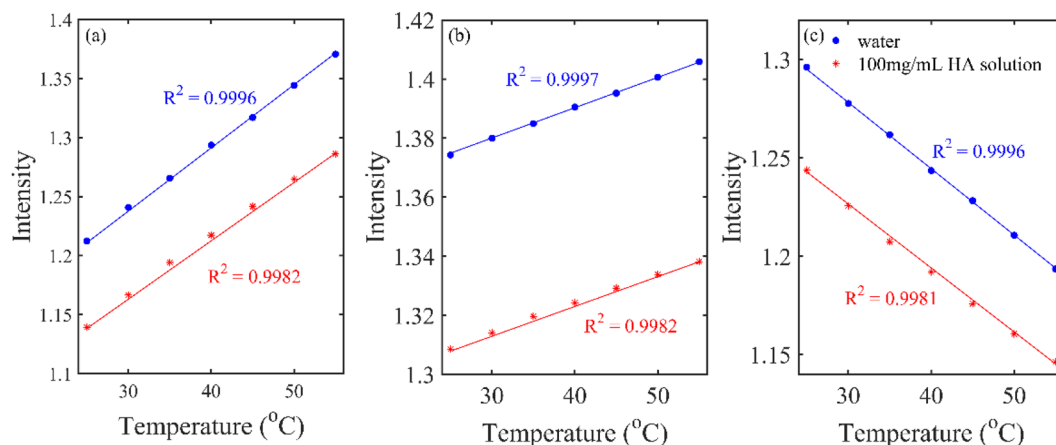 (a)
1.4
1.35
1.3
1.25
1.2
1.15
1.1
Intensity
R² = 0.9996
R² = 0.9982
30 40 50
Temperature (°C)
(b)
1.42
1.4
1.38
1.36
1.34
1.32
1.3
Intensity
R² = 0.9997
R² = 0.9982
30 40 50
Temperature (°C)
(c)
water
100mg/mL HA solution
1.3
1.25
1.2
1.15
Intensity
R² = 0.9996
R² = 0.9981
30 40 50
Temperature (°C)